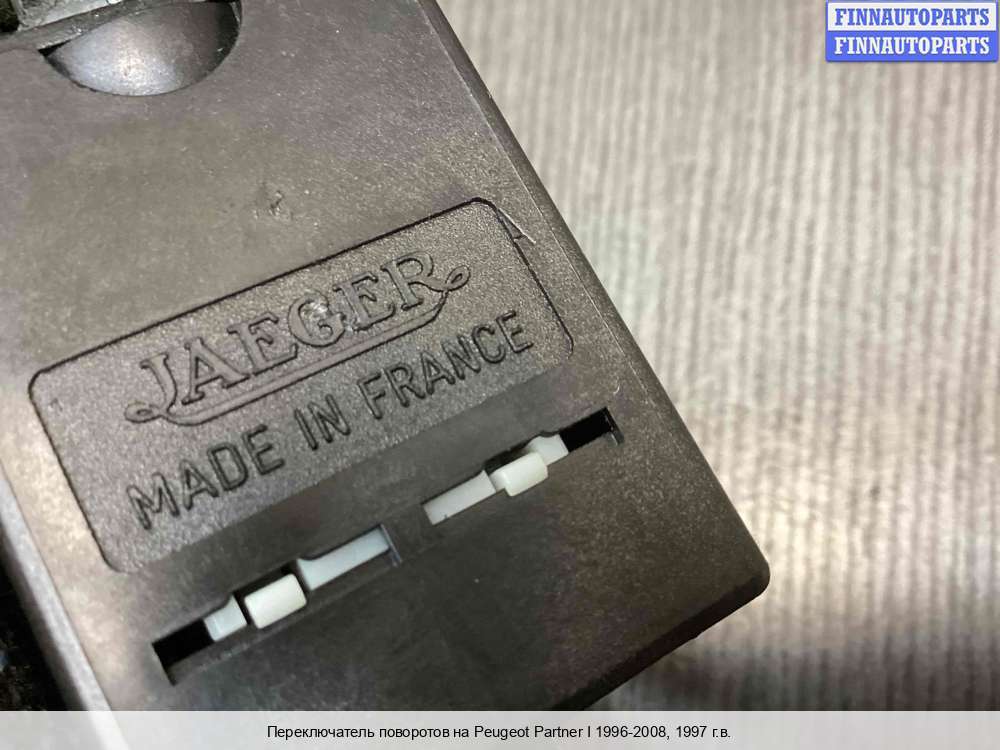 FINNAUTOPARTS
FINNAUTOPARTS
JAEGER
MADE IN FRANCE
Переключатель поворотов на Peugeot Partner I 1996-2008, 1997 г.в.